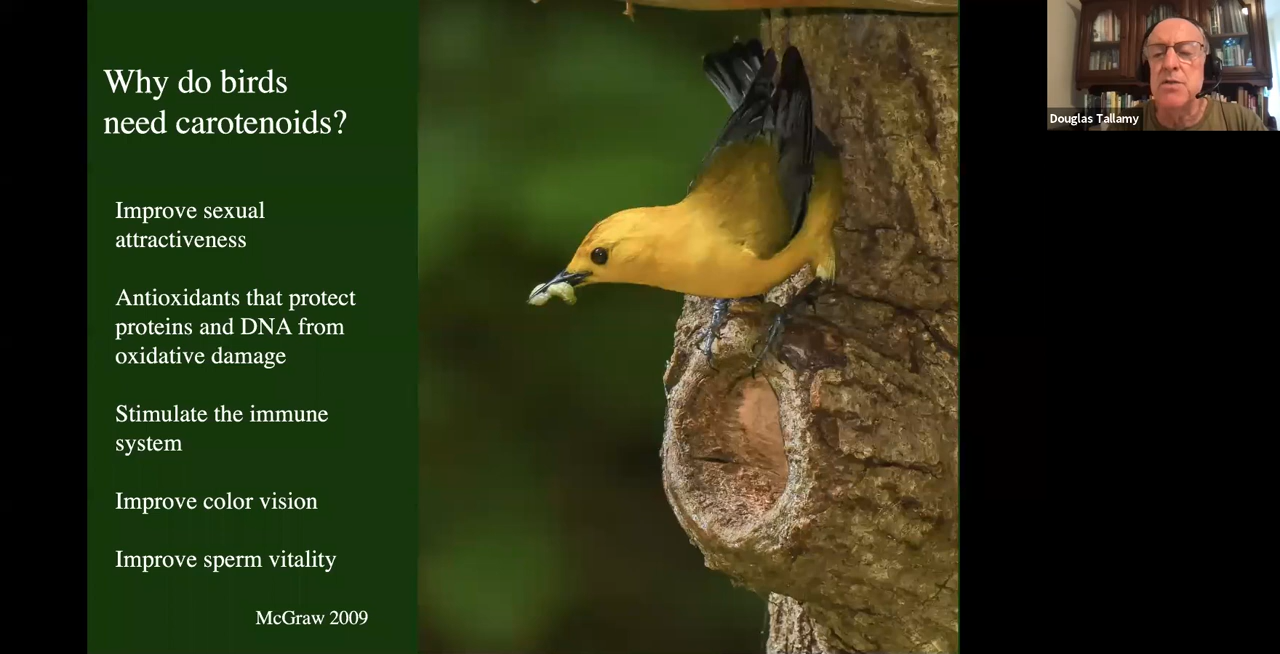 Why do birds
need carotenoids?
Improve sexual
attractiveness
Antioxidants that protect
proteins and DNA from
oxidative damage
Stimulate the immune
system
Improve color vision
Improve sperm vitality
McGraw 2009
Douglas Tallamy